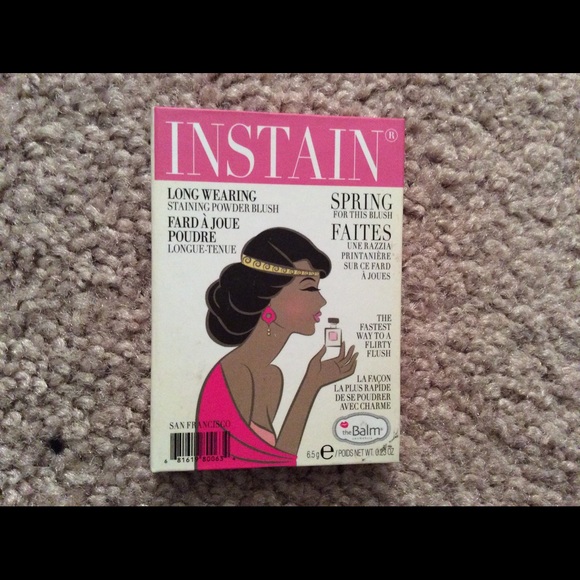 INSTAIN®
LONG WEARING
STAINING POWDER BLUSH
FARD À JOUE
POUDRE
LONGUE-TENUE
SPRING
FOR THIS BLUSH
FAITES
UNE RAZZIA
PRINTANIÈRE
SUR CE FARD
À JOUES
THE
FASTEST
WAY TO A
FLIRTY
FLUSH
LA FAÇON
LA PLUS RAPIDE
DE SE POUDRER
AVEC CHARME
SAN FRANCISCO
theBalm®
cosmetics
6.5 g e / POIDS NET WT. 0.23 OZ